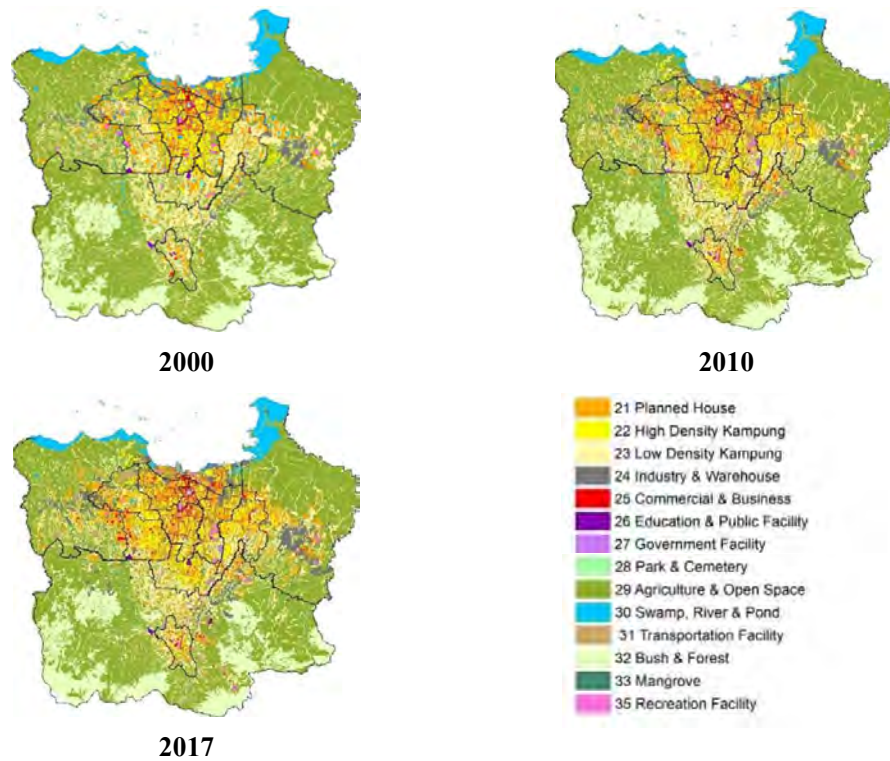 2000
2010
2017
21 Planned House
22 High Density Kampung
23 Low Density Kampung
24 Industry & Warehouse
25 Commercial & Business
26 Education & Public Facility
27 Government Facility
28 Park & Cemetery
29 Agriculture & Open Space
30 Swamp, River & Pond
31 Transportation Facility
32 Bush & Forest
33 Mangrove
35 Recreation Facility